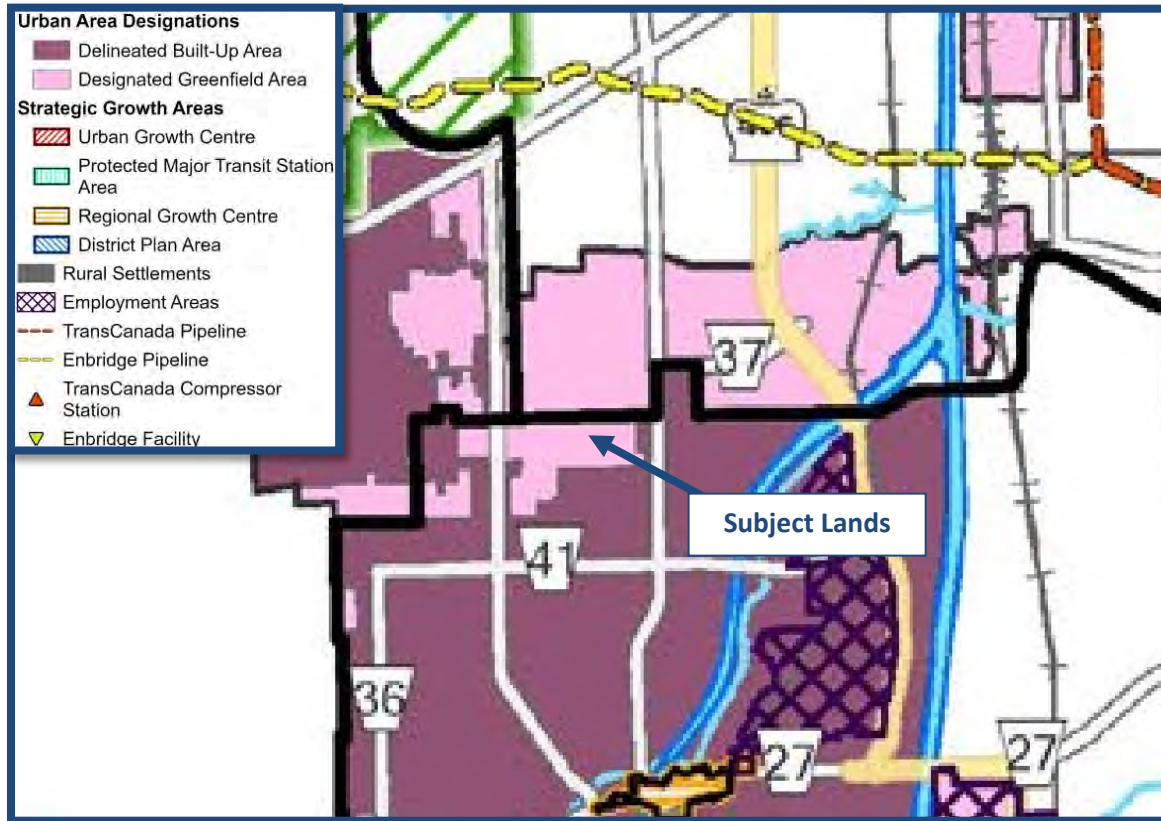 Urban Area Designations
Delineated Built-Up Area
Designated Greenfield Area
Strategic Growth Areas
Urban Growth Centre
Protected Major Transit Station
Area
Regional Growth Centre
District Plan Area
Rural Settlements
Employment Areas
TransCanada Pipeline
Enbridge Pipeline
TransCanada Compressor
Station
Enbridge Facility
37
Subject Lands
41
36
27
27